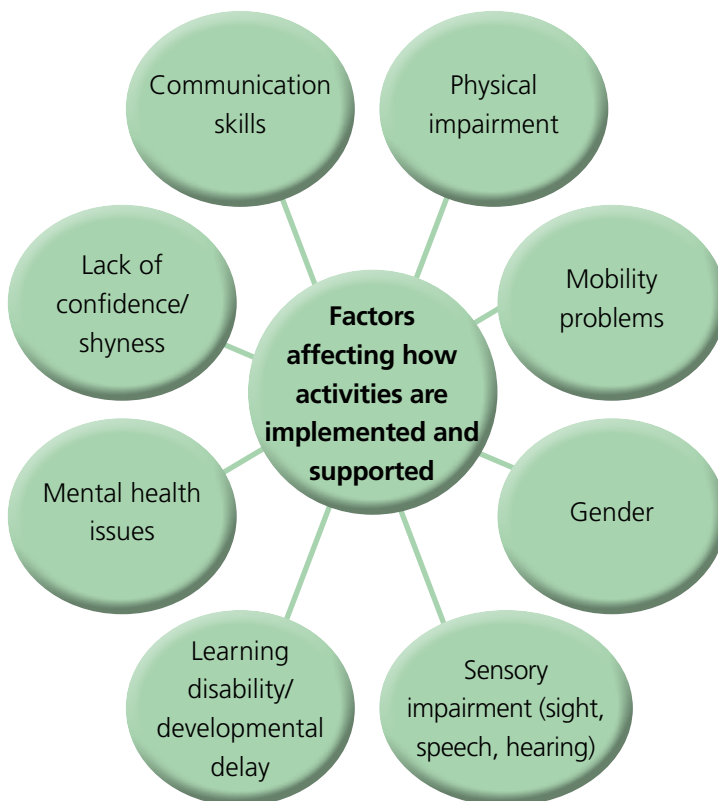 Communication
skills
Physical
impairment
Lack of
confidence/
shyness
Mobility
problems
Factors
affecting how
activities are
implemented and
supported
Mental health
issues
Gender
Learning
disability/
developmental
delay
Sensory
impairment (sight,
speech, hearing)